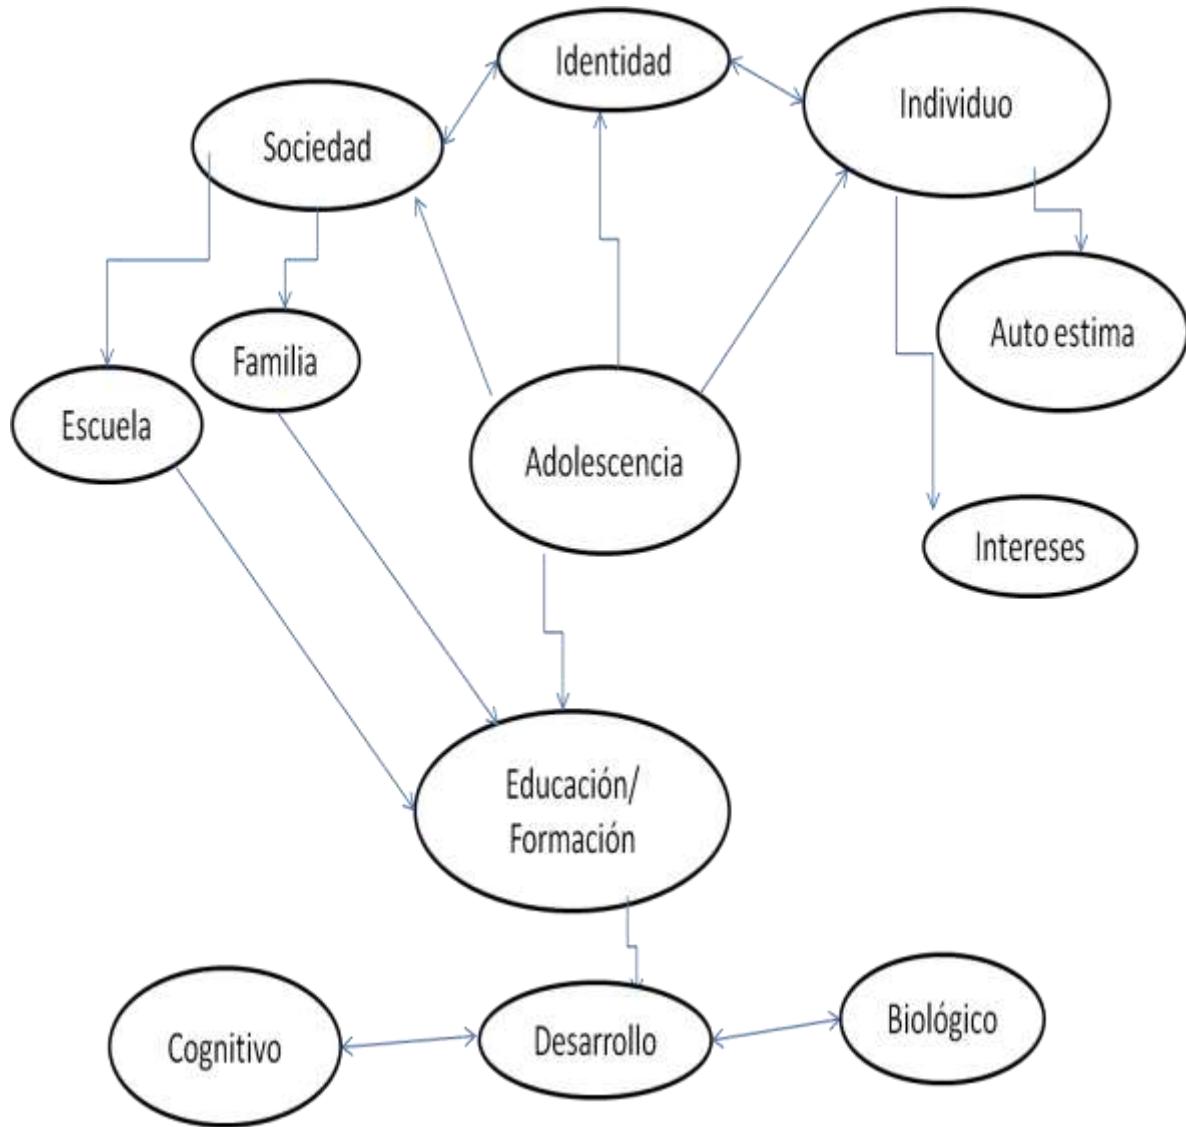 Identidad
Individuo
Sociedad
Auto estima
Familia
Escuela
Adolescencia
Intereses
Educación/
Formación
Biológico
Cognitivo
Desarrollo